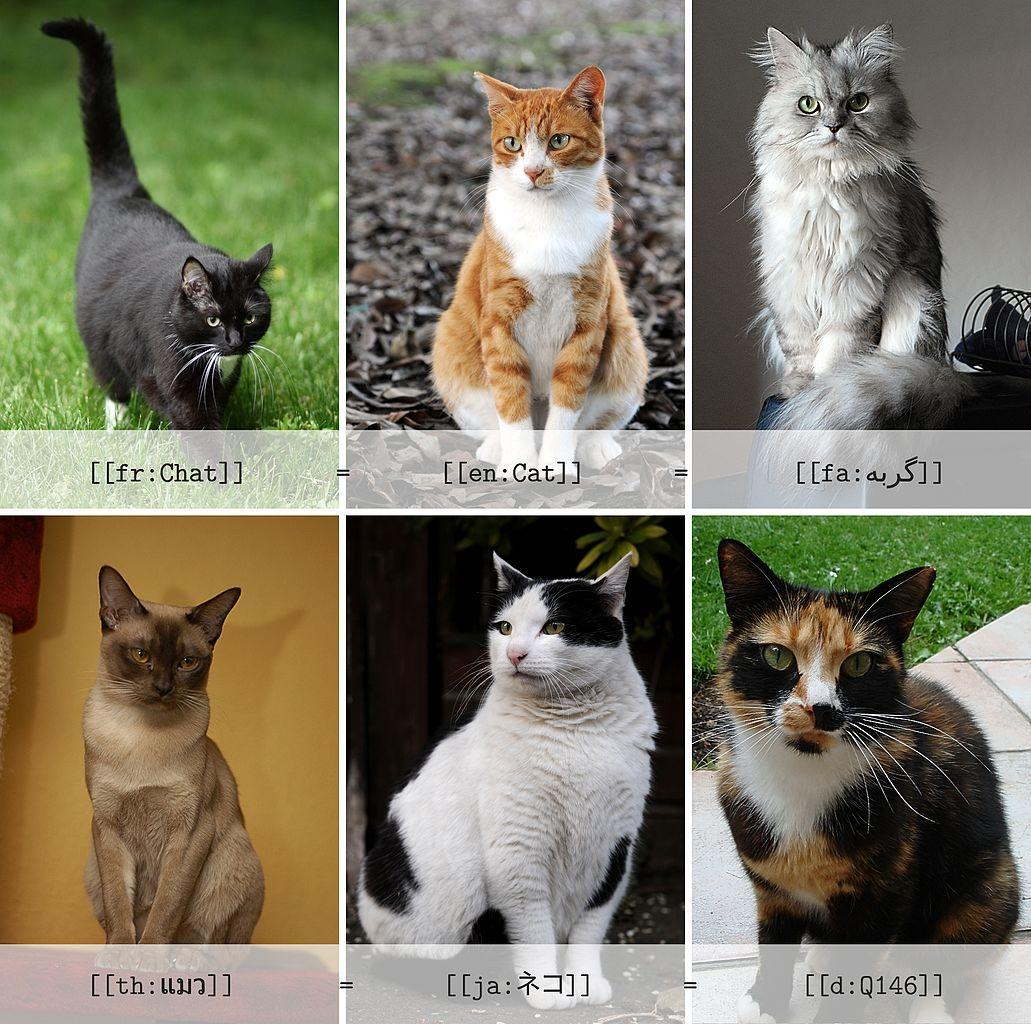 [[fr:Chat]] = [[en:Cat]] = [[fa:گربه]]
[[th:แมว]] = [[ja:ネコ]] = [[d:Q146]]